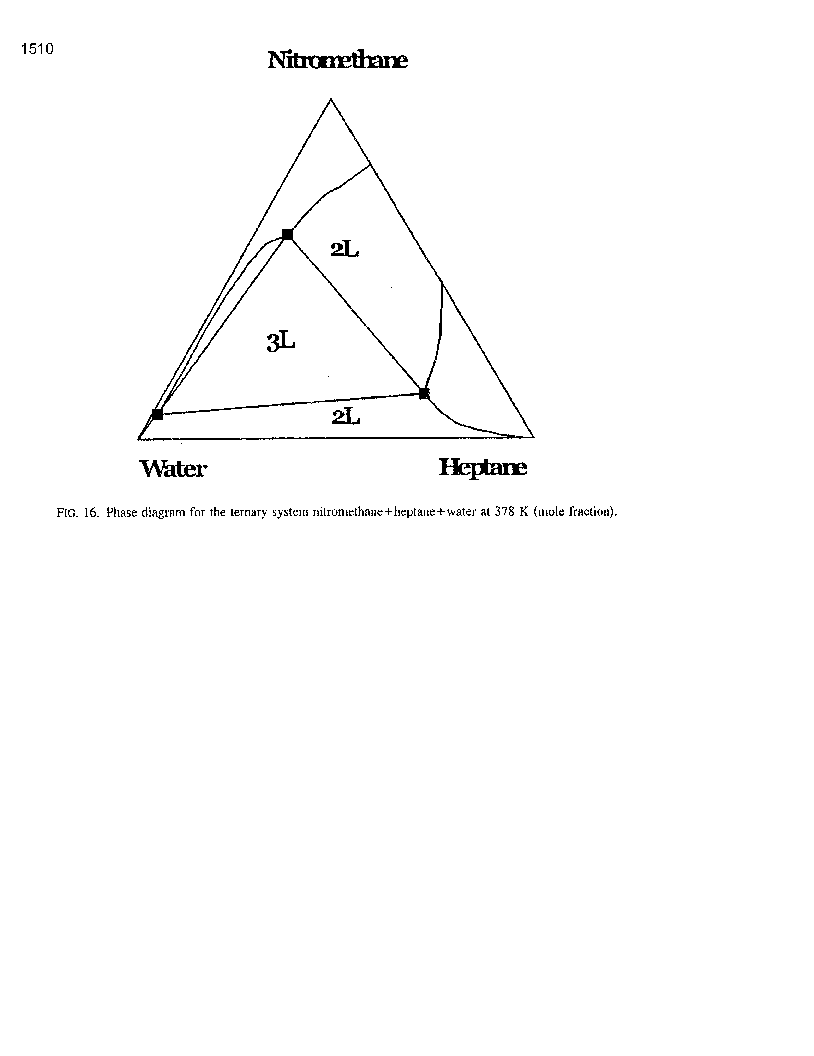 1510
Nitromethane
2L
3L
2L
Water Heptane
FIG. 16. Phase diagram for the ternary system nitromethane+heptane+water at 378 K (mole fraction).